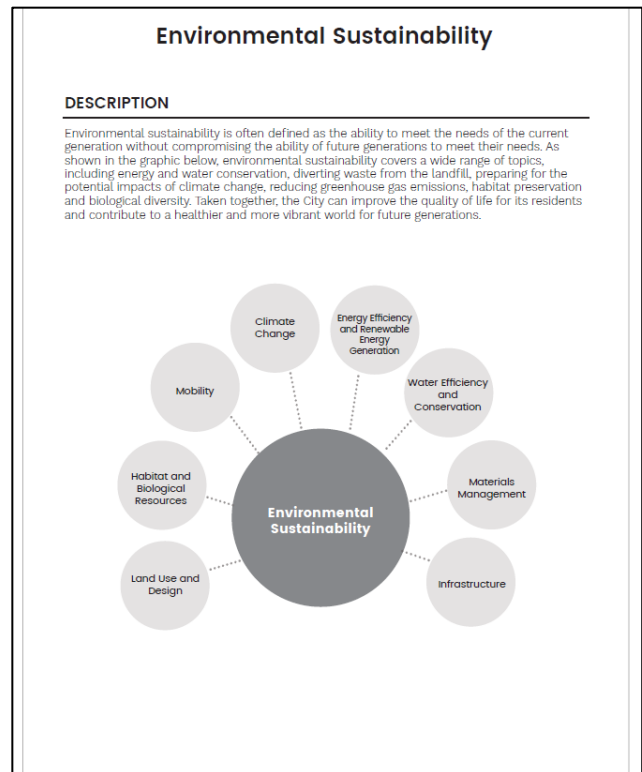 Environmental Sustainability
DESCRIPTION
Environmental sustainability is often defined as the ability to meet the needs of the current
generation without compromising the ability of future generations to meet their needs. As
shown in the graphic below, environmental sustainability covers a wide range of topics,
including energy and water conservation, diverting waste from the landfill, preparing for the
potential impacts of climate change, reducing greenhouse gas emissions, habitat preservation
and biological diversity. Taken together, the City can improve the quality of life for its residents
and contribute to a healthier and more vibrant world for future generations.
Climate
Change
Energy Efficiency
and Renewable
Energy
Generation
Mobility
Water Efficiency
and
Conservation
Habitat and
Biological
Resources
Materials
Management
Environmental
Sustainability
Land Use and
Design
Infrastructure